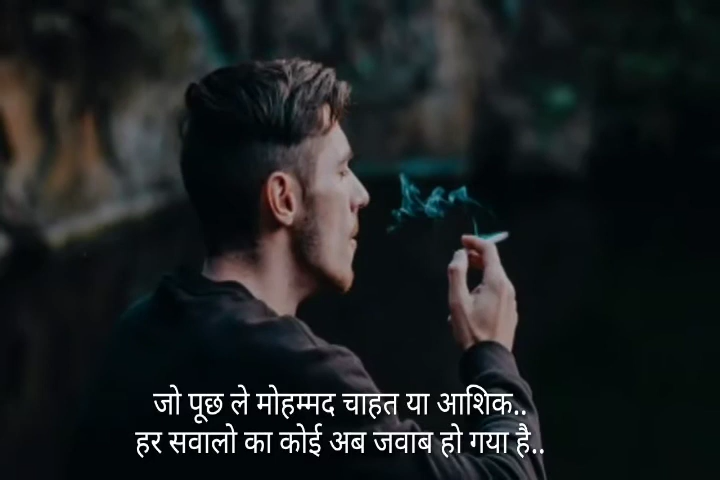 जो पूछ ले मोहम्मद चाहत या आशिक..
हर सवालो का कोई अब जवाब हो गया है..